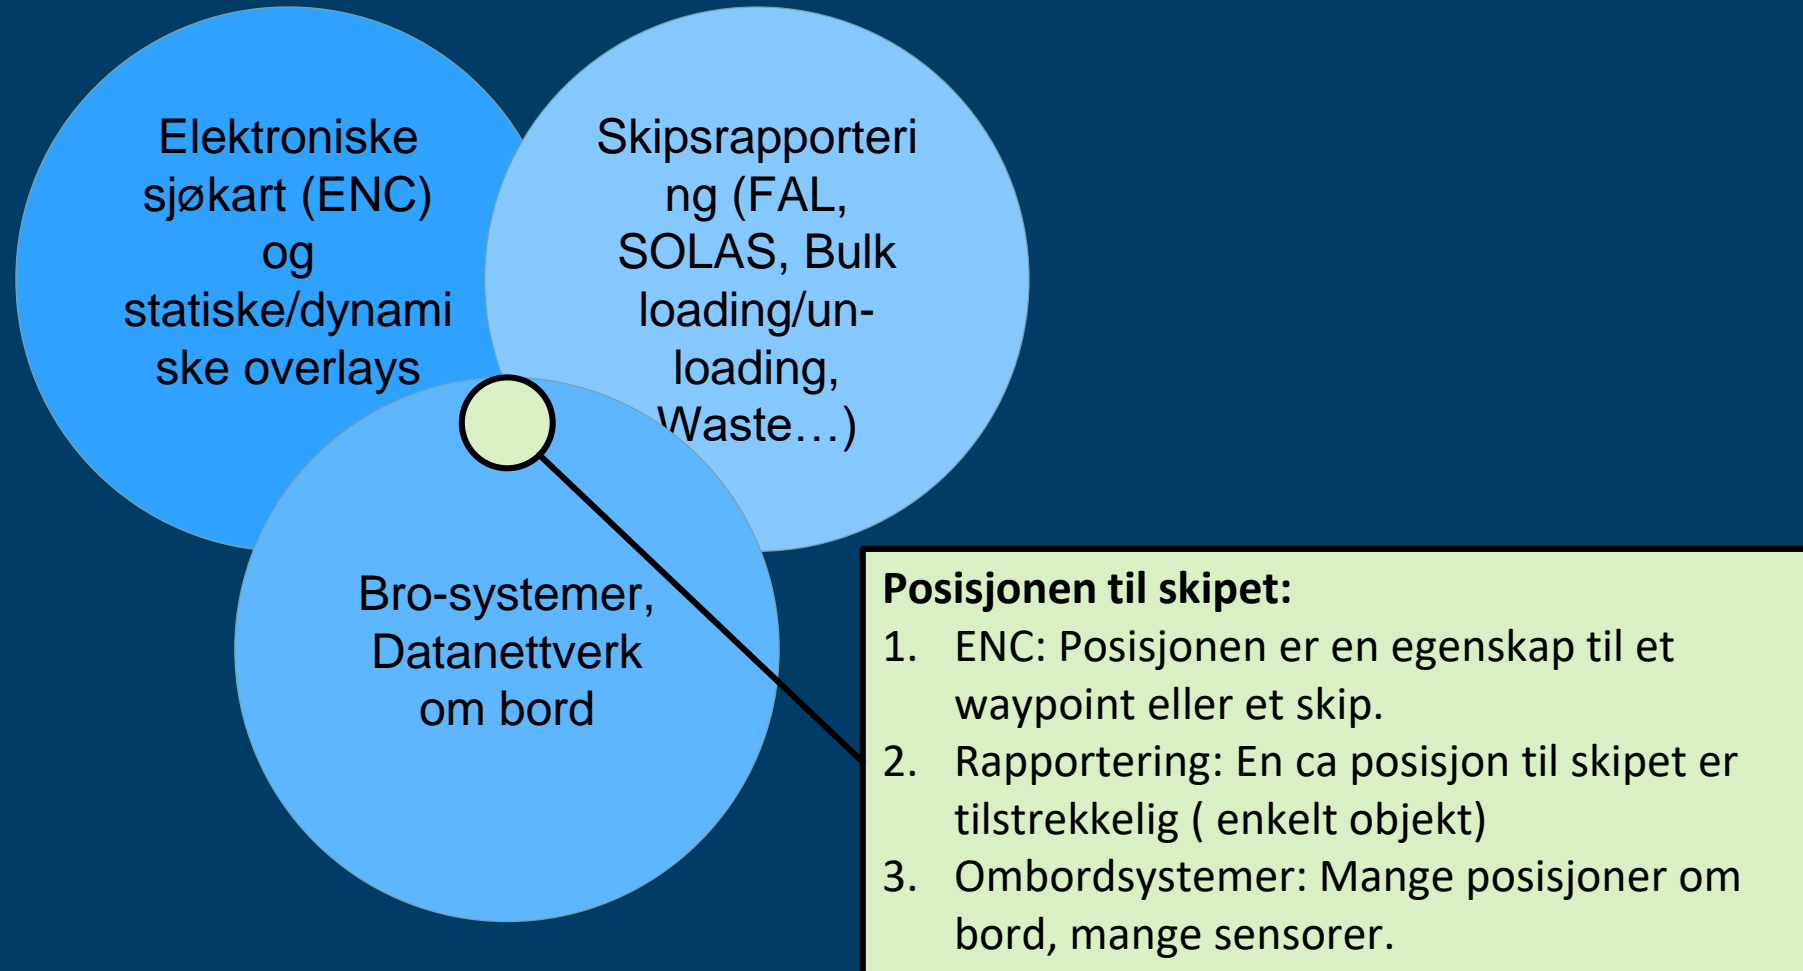 Elektroniske
sjøkart (ENC)
og
statiske/dynami
ske overlays
Skipsrapporteri
ng (FAL,
SOLAS, Bulk
loading/un-
loading,
Waste…)
Bro-systemer,
Datanettverk
om bord
Posisjonen til skipet:
1. ENC: Posisjonen er en egenskap til et
waypoint eller et skip.
2. Rapportering: En ca posisjon til skipet er
tilstrekkelig ( enkelt objekt)
3. Ombordsystemer: Mange posisjoner om
bord, mange sensorer.